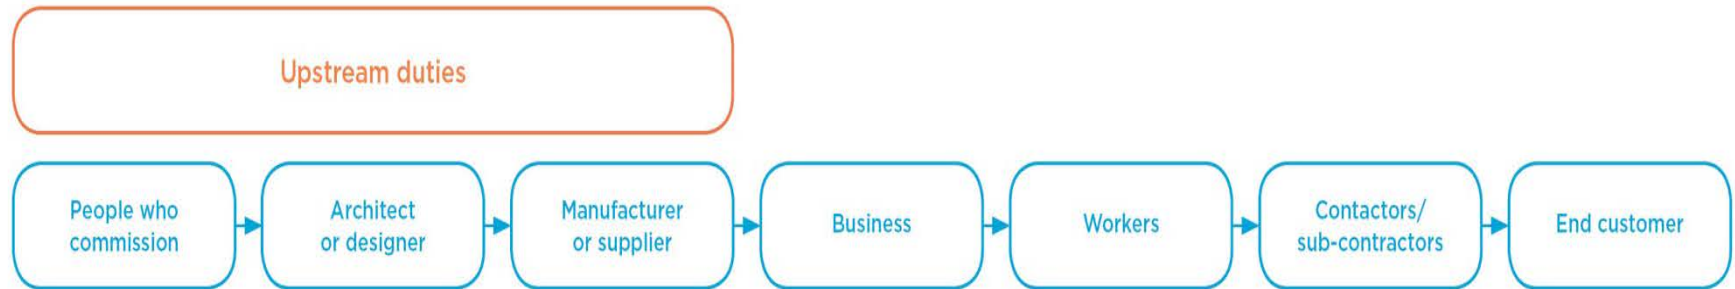 Upstream duties
People who
commission
Architect
or designer
Manufacturer
or supplier
Business
Workers
Contactors/
sub-contractors
End customer